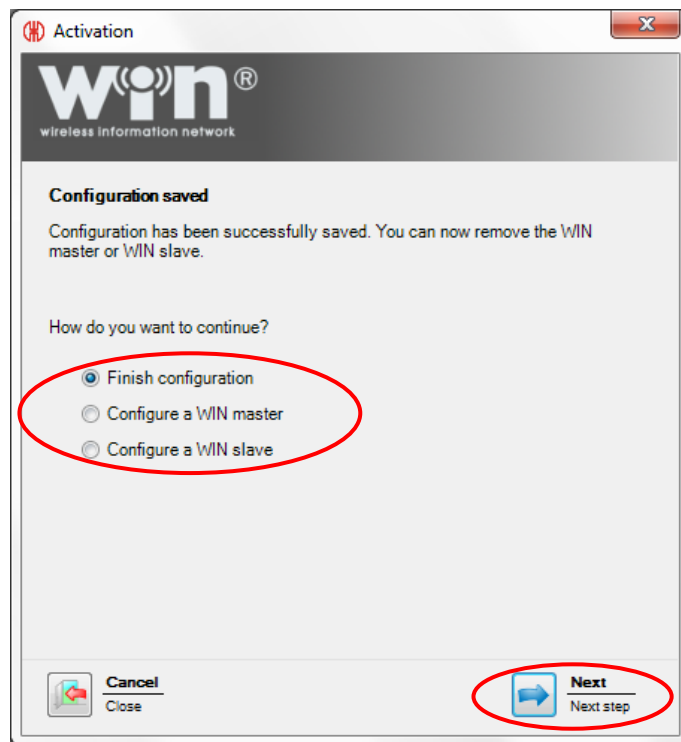 Activation
WIN®
wireless information network
Configuration saved
Configuration has been successfully saved. You can now remove the WIN
master or WIN slave.
How do you want to continue?
Finish configuration
Configure a WIN master
Configure a WIN slave
Cancel
Close
Next
Next step